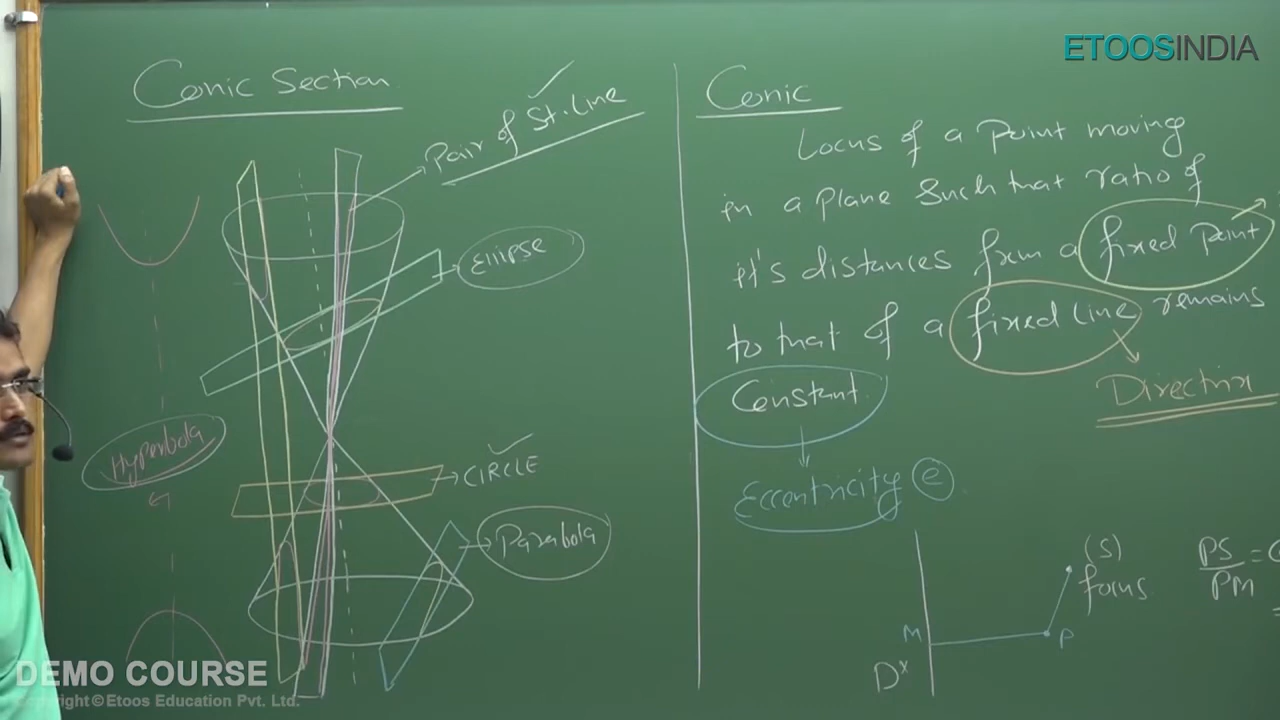 ETOOSINDIA
Conic Section
Pair of St. Line
Ellipse
Hyperbola
CIRCLE
Parabola
Conic
Locus of a Point moving
in a plane Such that ratio of
it's distances from a fixed Point
to that of a fixed Line remains
Constant
Directrix
Eccentricity e
(S)
focus
PS
PM
=
M
P
Dx
DEMO COURSE
Copyright © Etoos Education Pvt. Ltd.